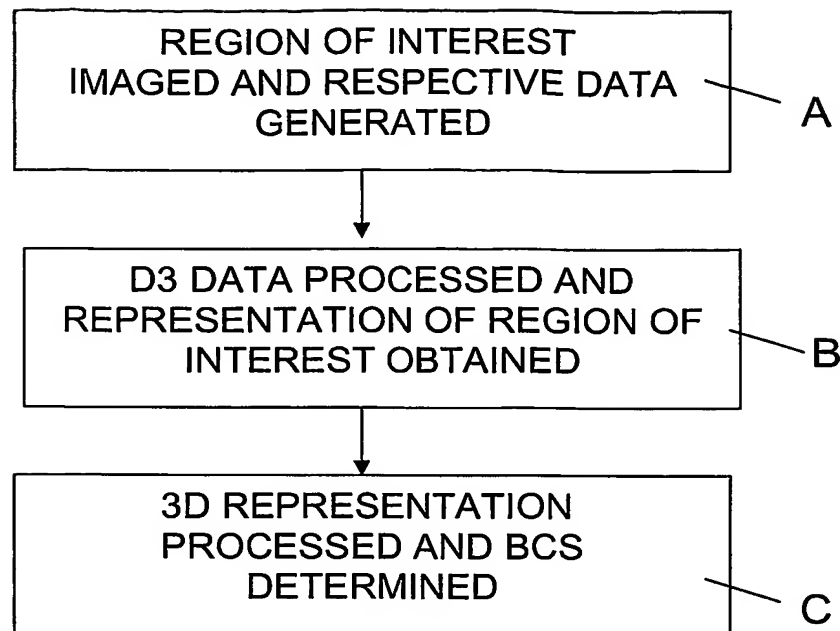 REGION OF INTEREST
IMAGED AND RESPECTIVE DATA
GENERATED
A
D3 DATA PROCESSED AND
REPRESENTATION OF REGION OF
INTEREST OBTAINED
B
3D REPRESENTATION
PROCESSED AND BCS
DETERMINED
C